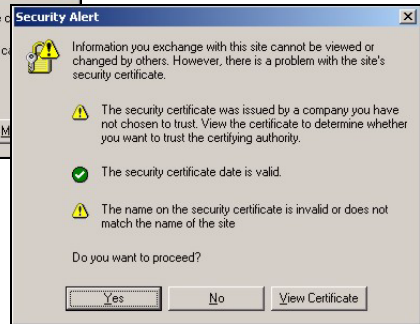 Security Alert
Information you exchange with this site cannot be viewed or
changed by others. However, there is a problem with the site's
security certificate.
The security certificate was issued by a company you have
not chosen to trust. View the certificate to determine whether
you want to trust the certifying authority.
The security certificate date is valid.
The name on the security certificate is invalid or does not
match the name of the site
Do you want to proceed?
Yes No View Certificate